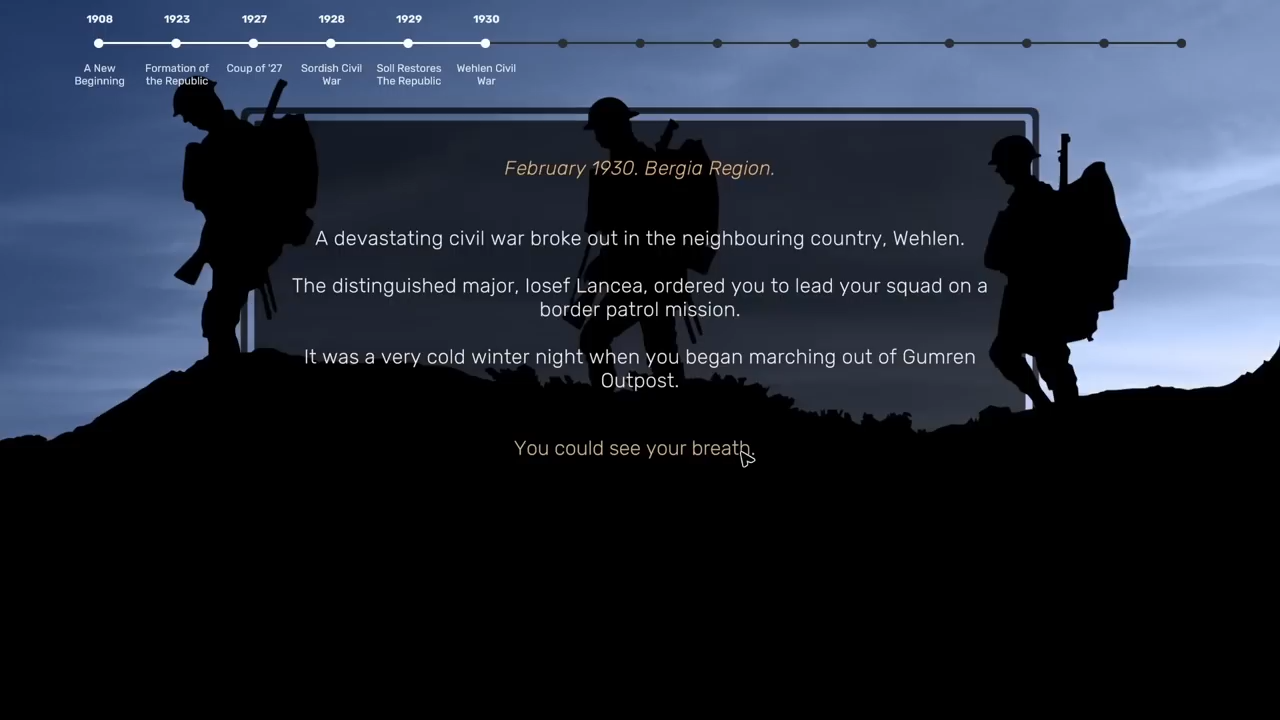 1908
1923
1927
1928
1929
1930
A New
Beginning
Formation of
the Republic
Coup of '27
Sordish Civil
War
Soll Restores
The Republic
Wehlen Civil
War
February 1930. Bergia Region.
A devastating civil war broke out in the neighbouring country, Wehlen.
The distinguished major, Iosef Lancea, ordered you to lead your squad on a
border patrol mission.
It was a very cold winter night when you began marching out of Gumren
Outpost.
You could see your breath.